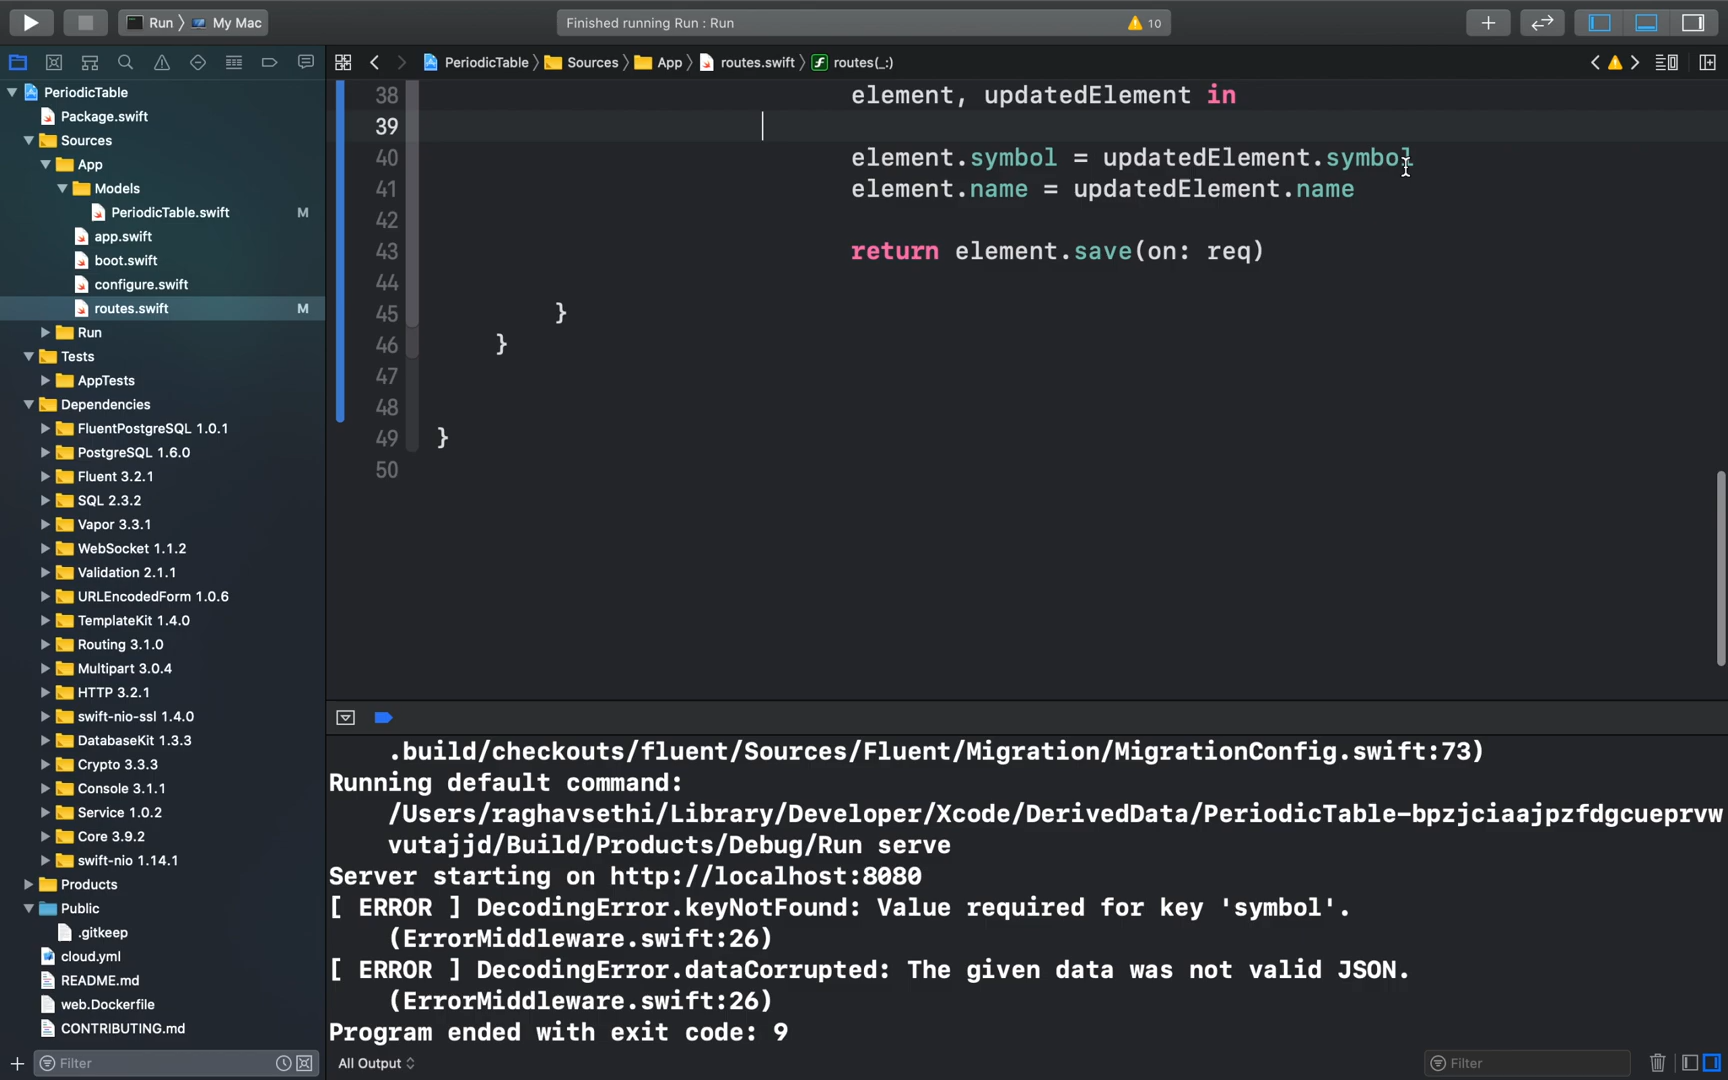 Run 〉 My Mac
Finished running Run : Run
10
PeriodicTable 〉 Sources 〉 App 〉 routes.swift 〉 routes(_:)
PeriodicTable
Package.swift
Sources
App
Models
PeriodicTable.swift M
app.swift
boot.swift
configure.swift
routes.swift M
Run
Tests
AppTests
Dependencies
FluentPostgreSQL 1.0.1
PostgreSQL 1.6.0
Fluent 3.2.1
SQL 2.3.2
Vapor 3.3.1
WebSocket 1.1.2
Validation 2.1.1
URLEncodedForm 1.0.6
TemplateKit 1.4.0
Routing 3.1.0
Multipart 3.0.4
HTTP 3.2.1
swift-nio-ssl 1.4.0
DatabaseKit 1.3.3
Crypto 3.3.3
Console 3.1.1
Service 1.0.2
Core 3.9.2
swift-nio 1.14.1
Products
Public
.gitkeep
cloud.yml
README.md
web.Dockerfile
CONTRIBUTING.md
Filter
38 element, updatedElement in
39
40 element.symbol = updatedElement.symbol
41 element.name = updatedElement.name
42
43 return element.save(on: req)
44
45 }
46 }
47
48
49 }
50
.build/checkouts/fluent/Sources/Fluent/Migration/MigrationConfig.swift:73)
Running default command:
/Users/raghavsethi/Library/Developer/Xcode/DerivedData/PeriodicTable-bpzjciaajpzfdgcueprvw
vutajjd/Build/Products/Debug/Run serve
Server starting on http://localhost:8080
[ ERROR ] DecodingError.keyNotFound: Value required for key 'symbol'.
(ErrorMiddleware.swift:26)
[ ERROR ] DecodingError.dataCorrupted: The given data was not valid JSON.
(ErrorMiddleware.swift:26)
Program ended with exit code: 9
All Output
Filter